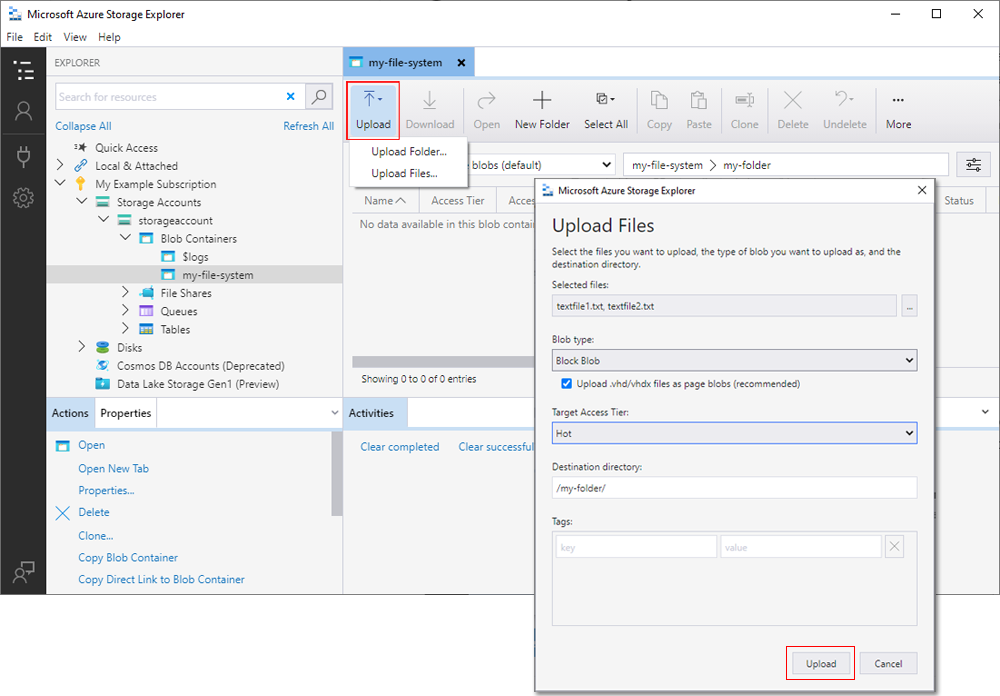 Microsoft Azure Storage Explorer
File Edit View Help
EXPLORER
Search for resources
Collapse All Refresh All
Quick Access
Local & Attached
My Example Subscription
Storage Accounts
storageaccount
Blob Containers
$logs
my-file-system
File Shares
Queues
Tables
Disks
Cosmos DB Accounts (Deprecated)
Data Lake Storage Gen1 (Preview)
Actions Properties
Open
Open New Tab
Properties...
Delete
Clone...
Copy Blob Container
Copy Direct Link to Blob Container
my-file-system
Upload Download Open New Folder Select All Copy Paste Clone Delete Undelete More
Upload Folder...
Upload Files...
blobs (default) my-file-system my-folder
Name Access Tier Acces Status
No data available in this blob contain
Showing 0 to 0 of 0 entries
Activities
Clear completed Clear successful
Microsoft Azure Storage Explorer
Upload Files
Select the files you want to upload, the type of blob you want to upload as, and the
destination directory.
Selected files:
textfile1.txt, textfile2.txt ...
Blob type:
Block Blob
Upload .vhd/vhdx files as page blobs (recommended)
Target Access Tier:
Hot
Destination directory:
/my-folder/
Tags:
key value
Upload Cancel